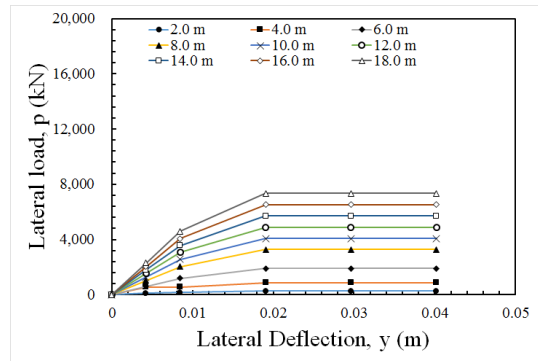 20,000
16,000
12,000
8,000
4,000
0
Lateral load, p (kN)
2.0 m 4.0 m 6.0 m
8.0 m 10.0 m 12.0 m
14.0 m 16.0 m 18.0 m
0 0.01 0.02 0.03 0.04 0.05
Lateral Deflection, y (m)